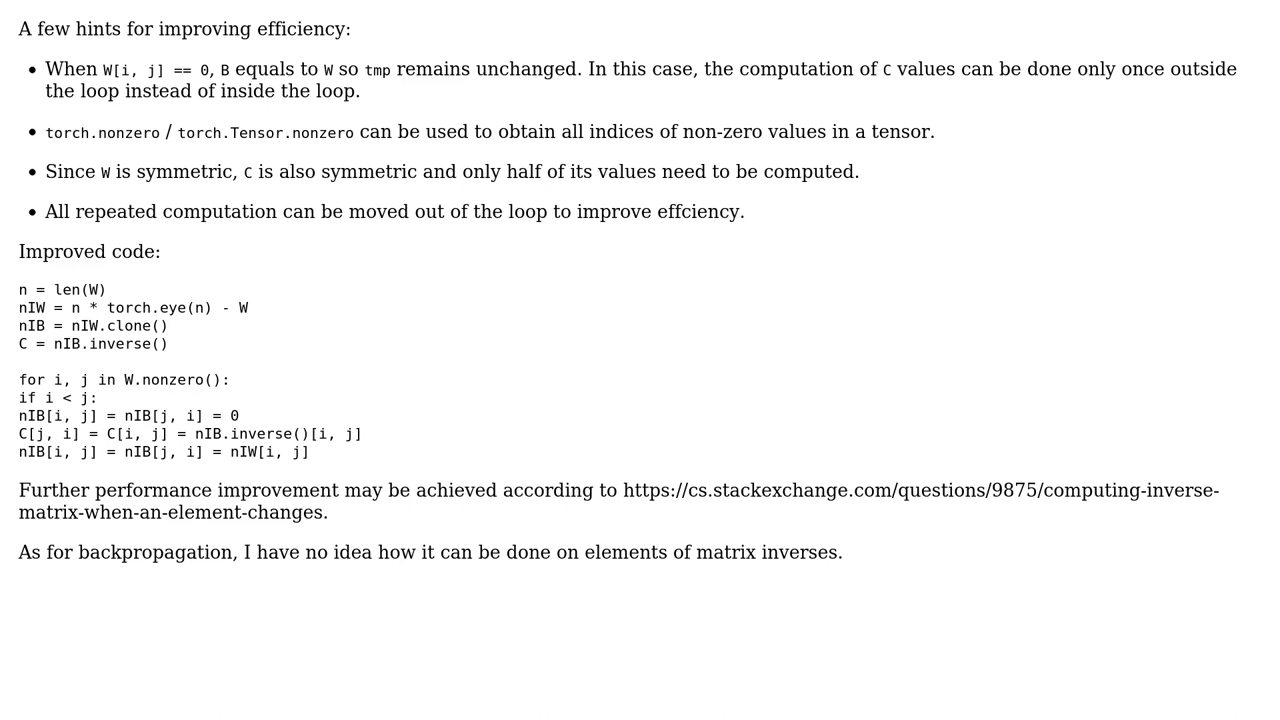 A few hints for improving efficiency:
• When W[i, j] == 0, B equals to W so tmp remains unchanged. In this case, the computation of C values can be done only once outside
the loop instead of inside the loop.
• torch.nonzero / torch.Tensor.nonzero can be used to obtain all indices of non-zero values in a tensor.
• Since W is symmetric, C is also symmetric and only half of its values need to be computed.
• All repeated computation can be moved out of the loop to improve effciency.
Improved code:
n = len(W)
nIW = n * torch.eye(n) - W
nIB = nIW.clone()
C = nIB.inverse()
for i, j in W.nonzero():
if i < j:
nIB[i, j] = nIB[j, i] = 0
C[j, i] = C[i, j] = nIB.inverse()[i, j]
nIB[i, j] = nIB[j, i] = nIW[i, j]
Further performance improvement may be achieved according to https://cs.stackexchange.com/questions/9875/computing-inverse-
matrix-when-an-element-changes.
As for backpropagation, I have no idea how it can be done on elements of matrix inverses.